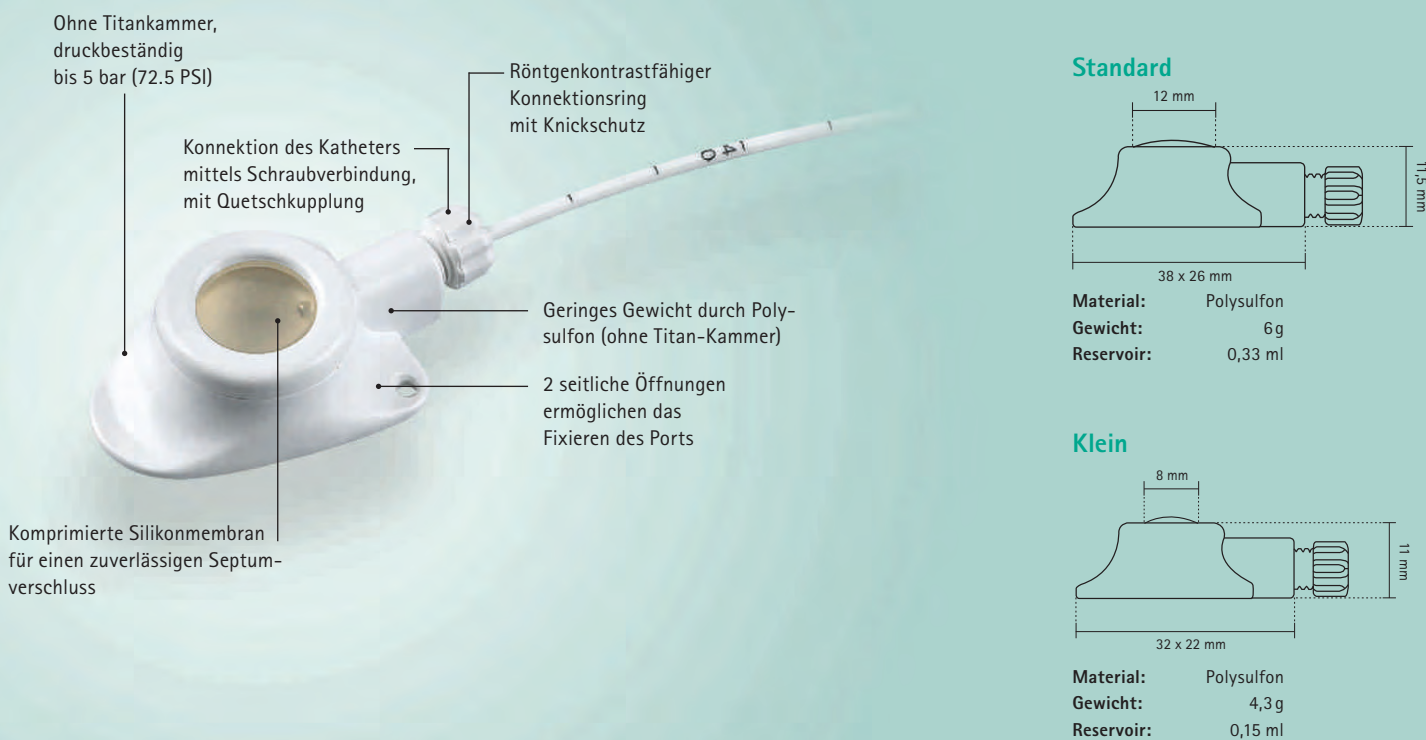 Ohne Titankammer,
druckbeständig
bis 5 bar (72.5 PSI)
Röntgenkontrastfähiger
Konnektionsring
mit Knickschutz
Konnektion des Katheters
mittels Schraubverbindung,
mit Quetschkupplung
40
Geringes Gewicht durch Poly-
sulfon (ohne Titan-Kammer)
2 seitliche Öffnungen
ermöglichen das
Fixieren des Ports
Komprimierte Silikonmembran
für einen zuverlässigen Septum-
verschluss
Standard
12 mm
11,5 mm
38 x 26 mm
Material: Polysulfon
Gewicht: 6 g
Reservoir: 0,33 ml
Klein
8 mm
11 mm
32 x 22 mm
Material: Polysulfon
Gewicht: 4,3 g
Reservoir: 0,15 ml